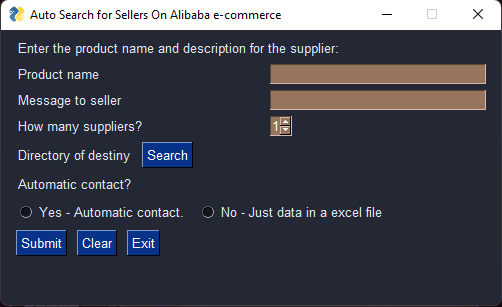 Auto Search for Sellers On Alibaba e-commerce
Enter the product name and description for the supplier:
Product name
Message to seller
How many suppliers? 1
Directory of destiny Search
Automatic contact?
Yes - Automatic contact. No - Just data in a excel file
Submit Clear Exit